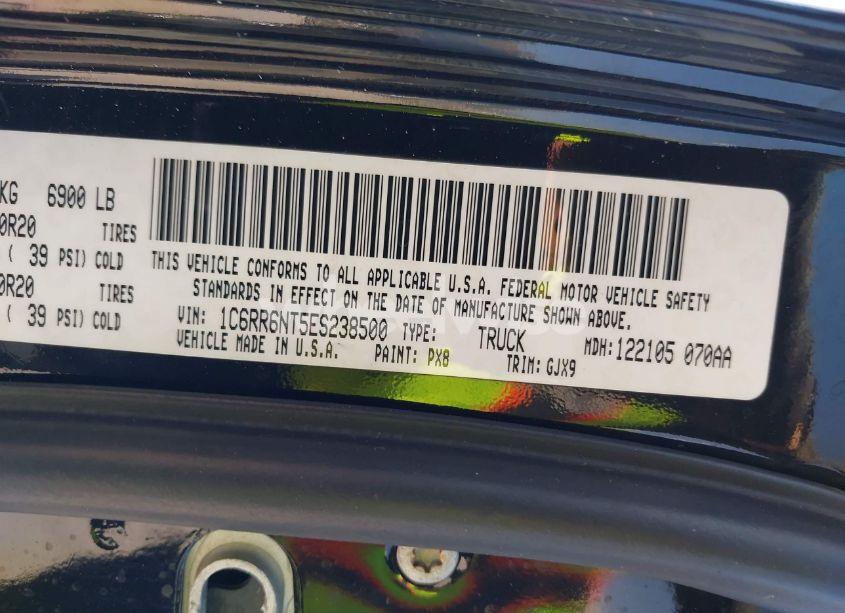 KG 6900 LB
0R20 TIRES
( 39 PSI) COLD
0R20 TIRES
( 39 PSI) COLD
THIS VEHICLE CONFORMS TO ALL APPLICABLE U.S.A. FEDERAL MOTOR VEHICLE SAFETY
STANDARDS IN EFFECT ON THE DATE OF MANUFACTURE SHOWN ABOVE.
VIN: 1C6RR6NT5ES238500 TYPE: TRUCK MDH:122105 070AA
VEHICLE MADE IN U.S.A. PAINT: PX8 TRIM: GJX9